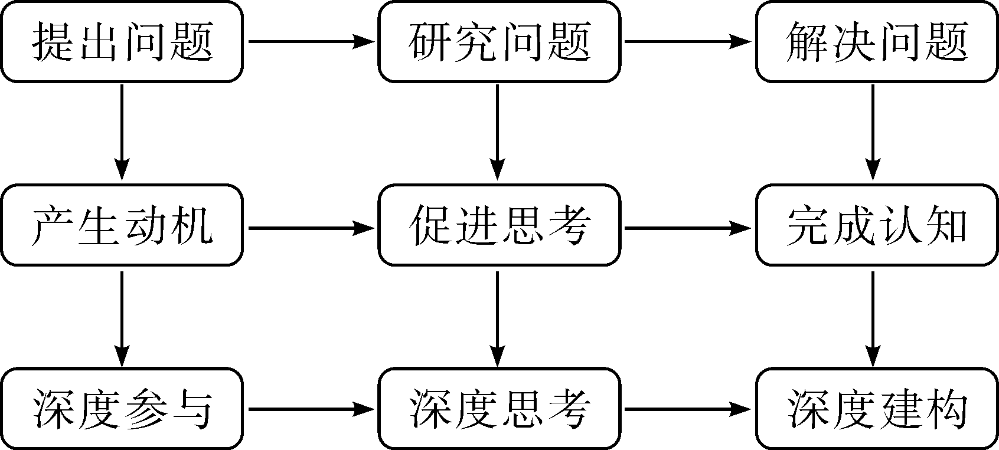 提出问题
研究问题
解决问题
产生动机
促进思考
完成认知
深度参与
深度思考
深度建构